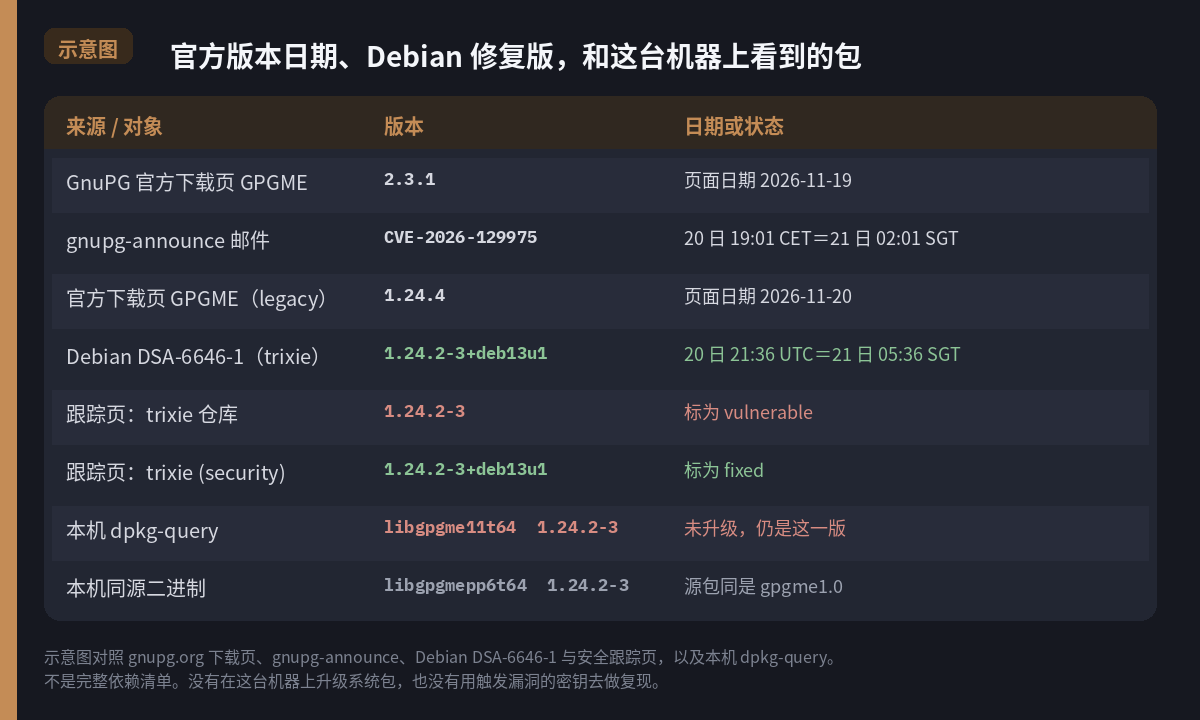 示意图
官方版本日期、Debian 修复版，和这台机器上看到的包
来源 / 对象 版本 日期或状态
GnuPG 官方下载页 GPGME 2.3.1 页面日期 2026-11-19
gnupg-announce 邮件 CVE-2026-129975 20 日 19:01 CET＝21 日 02:01 SGT
官方下载页 GPGME（legacy） 1.24.4 页面日期 2026-11-20
Debian DSA-6646-1（trixie） 1.24.2-3+deb13u1 20 日 21:36 UTC＝21 日 05:36 SGT
跟踪页：trixie 仓库 1.24.2-3 标为 vulnerable
跟踪页：trixie (security) 1.24.2-3+deb13u1 标为 fixed
本机 dpkg-query libgpgme11t64 1.24.2-3 未升级，仍是这一版
本机同源二进制 libgpgmepp6t64 1.24.2-3 源包同是 gpgme1.0
示意图对照 gnupg.org 下载页、gnupg-announce、Debian DSA-6646-1 与安全跟踪页，以及本机 dpkg-query。
不是完整依赖清单。没有在这台机器上升级系统包，也没有用触发漏洞的密钥去做复现。